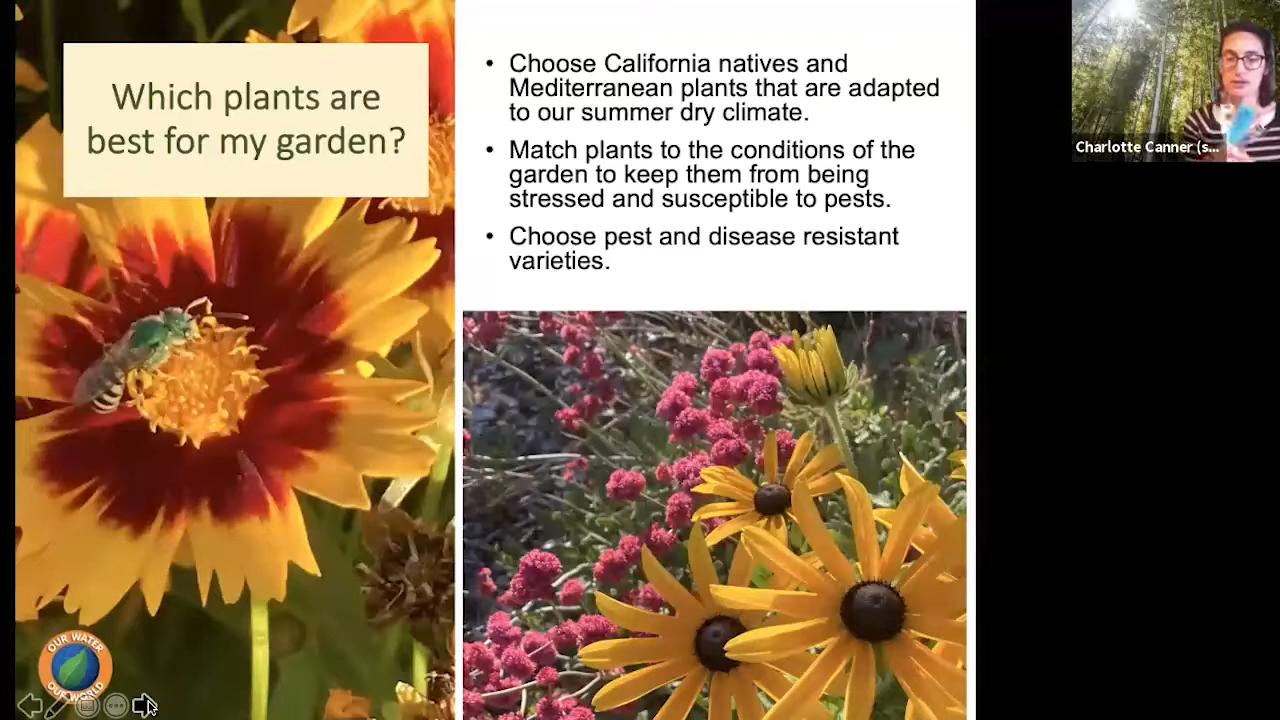 Which plants are
best for my garden?
• Choose California natives and
Mediterranean plants that are adapted
to our summer dry climate.
• Match plants to the conditions of the
garden to keep them from being
stressed and susceptible to pests.
• Choose pest and disease resistant
varieties.
Charlotte Canner (s...
OUR WATER
OUR WORLD